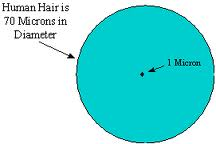 Human Hair is
70 Microns in
Diameter
1 Micron